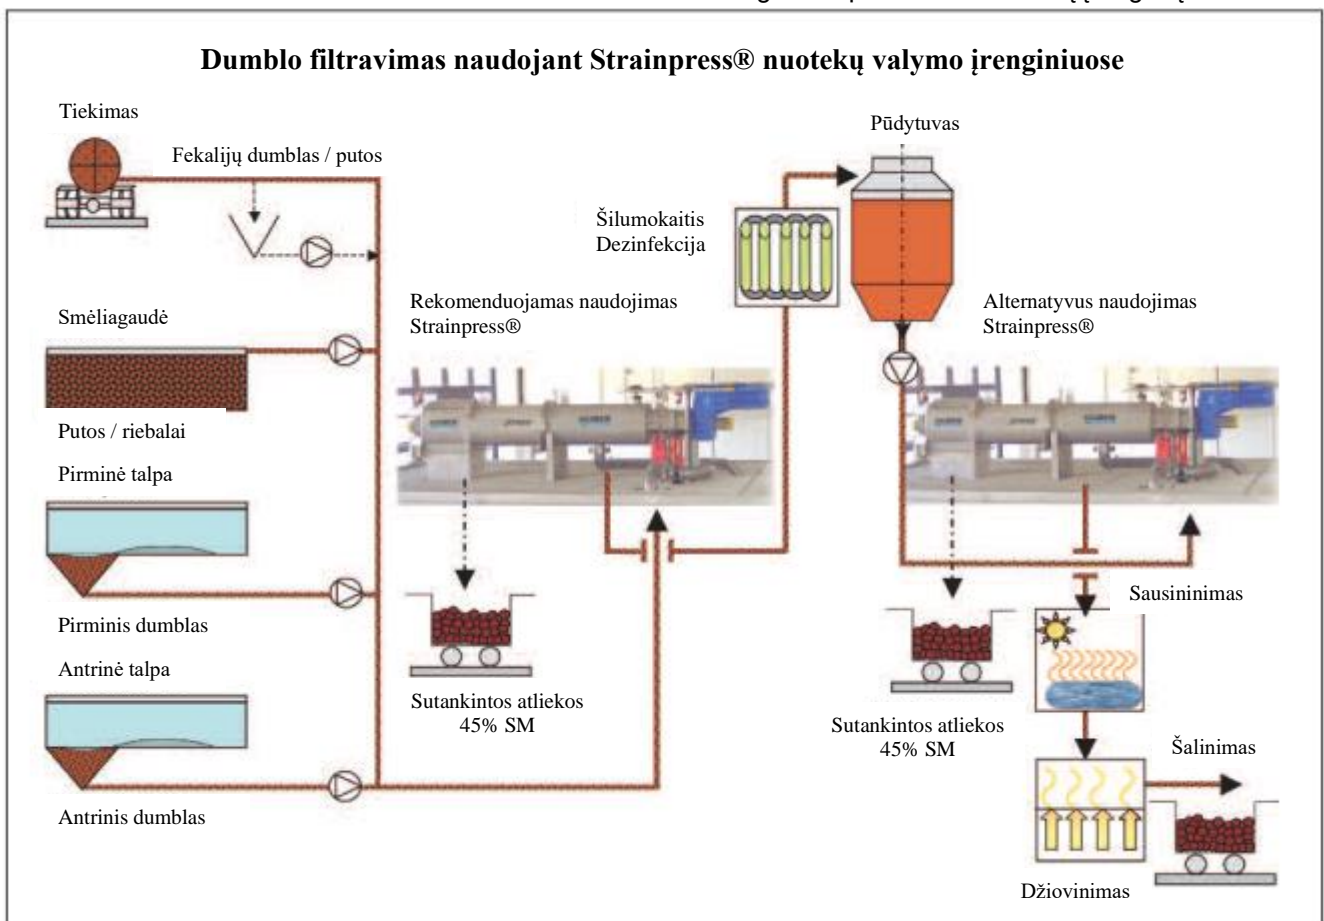 Dumblo filtravimas naudojant Strainpress® nuotekų valymo įrenginiuose
Tiekimas
Fekalijų dumblas / putos
Pūdytuvas
Šilumokaitis
Dezinfekcija
Smėliagaudė
Rekomenduojamas naudojimas
Strainpress®
Alternatyvus naudojimas
Strainpress®
Putos / riebalai
Pirminė talpa
Pirminis dumblas
Antrinė talpa
Antrinis dumblas
Sutankintos atliekos
45% SM
Sutankintos atliekos
45% SM
Sausininimas
Šalinimas
Džiovinimas